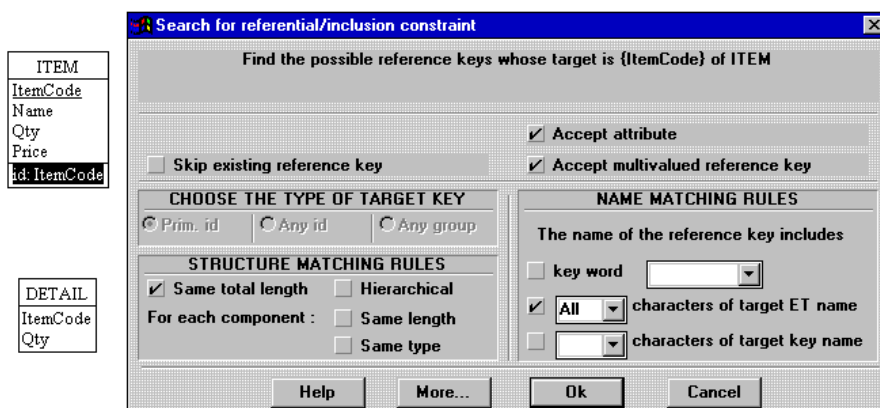 ITEM
ItemCode
Name
Qty
Price
id: ItemCode
DETAIL
ItemCode
Qty
Search for referential/inclusion constraint
Find the possible reference keys whose target is {ItemCode} of ITEM
Accept attribute
Skip existing reference key
Accept multivalued reference key
CHOOSE THE TYPE OF TARGET KEY
Prim. id
Any id
Any group
STRUCTURE MATCHING RULES
Same total length
Hierarchical
For each component :
Same length
Same type
NAME MATCHING RULES
The name of the reference key includes
key word
All characters of target ET name
characters of target key name
Help
More...
Ok
Cancel